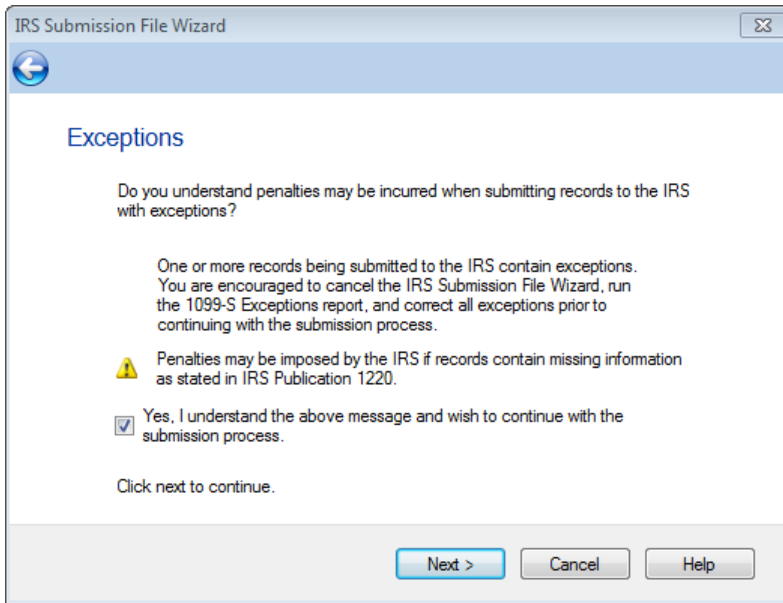 IRS Submission File Wizard
Exceptions
Do you understand penalties may be incurred when submitting records to the IRS
with exceptions?
One or more records being submitted to the IRS contain exceptions.
You are encouraged to cancel the IRS Submission File Wizard, run
the 1099-S Exceptions report, and correct all exceptions prior to
continuing with the submission process.
Penalties may be imposed by the IRS if records contain missing information
as stated in IRS Publication 1220.
Yes, I understand the above message and wish to continue with the
submission process.
Click next to continue.
Next > Cancel Help